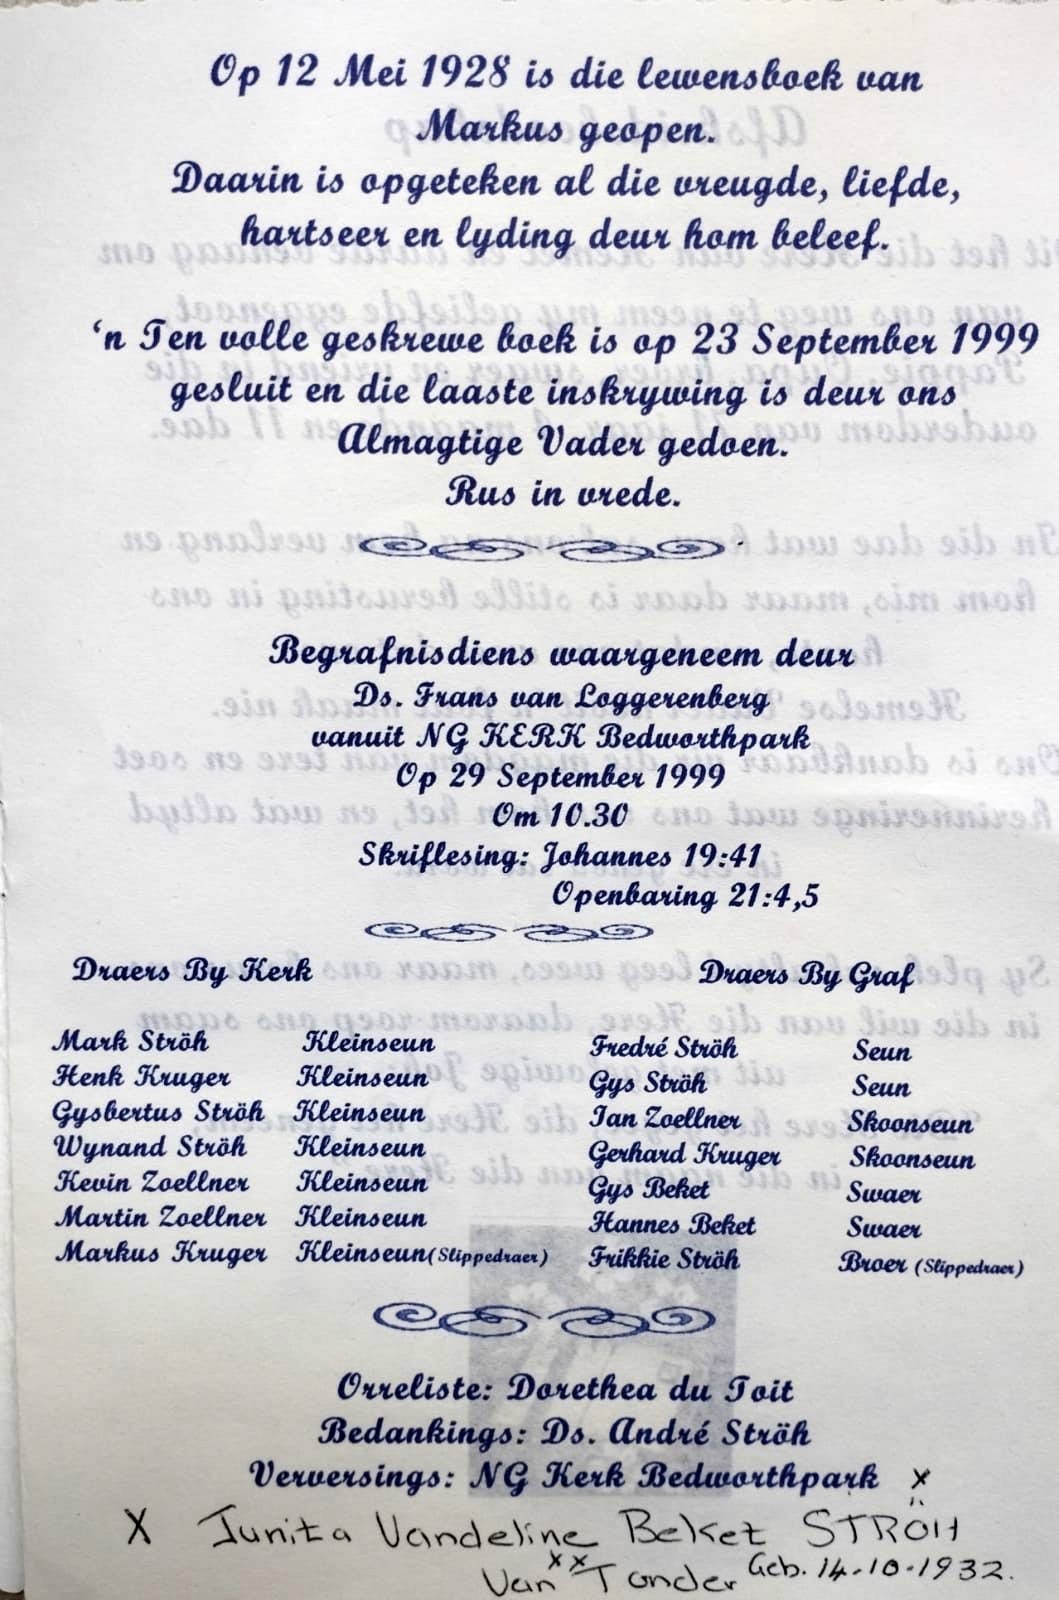 Op 12 Mei 1928 is die lewensboek van
Markus geopen.
Daarin is opgeteken al die vreugde, liefde,
hartseer en lyding deur hom beleef.
'n Ten volle geskrewe boek is op 23 September 1999
gesluit en die laaste inskrywing is deur ons
Almagtige Vader gedoen.
Rus in vrede.
Begrafnisdiens waargeneem deur
Ds. Frans van Loggerenberg
vanuit NG KERK Bedworthpark
Op 29 September 1999
Om 10.30
Skriflesing: Johannes 19:41
Openbaring 21:4,5
Draers By Kerk Draers By Graf
Mark Ströh Kleinseun Fredré Ströh Seun
Henk Kruger Kleinseun Gys Ströh Seun
Gysbertus Ströh Kleinseun Jan Zoellner Skoonseun
Wynand Ströh Kleinseun Gerhard Kruger Skoonseun
Kevin Zoellner Kleinseun Gys Beket Swaer
Martin Zoellner Kleinseun Hannes Beket Swaer
Markus Kruger Kleinseun(Slippedraer) Frikkie Ströh Broer (Slippedraer)
Orreliste: Dorethea du Toit
Bedankings: Ds. André Ströh
Verversings: NG Kerk Bedworthpark X
X Junita Vandeline Beket STRÖH
XX
Van Tonder Geb. 14-10-1932.